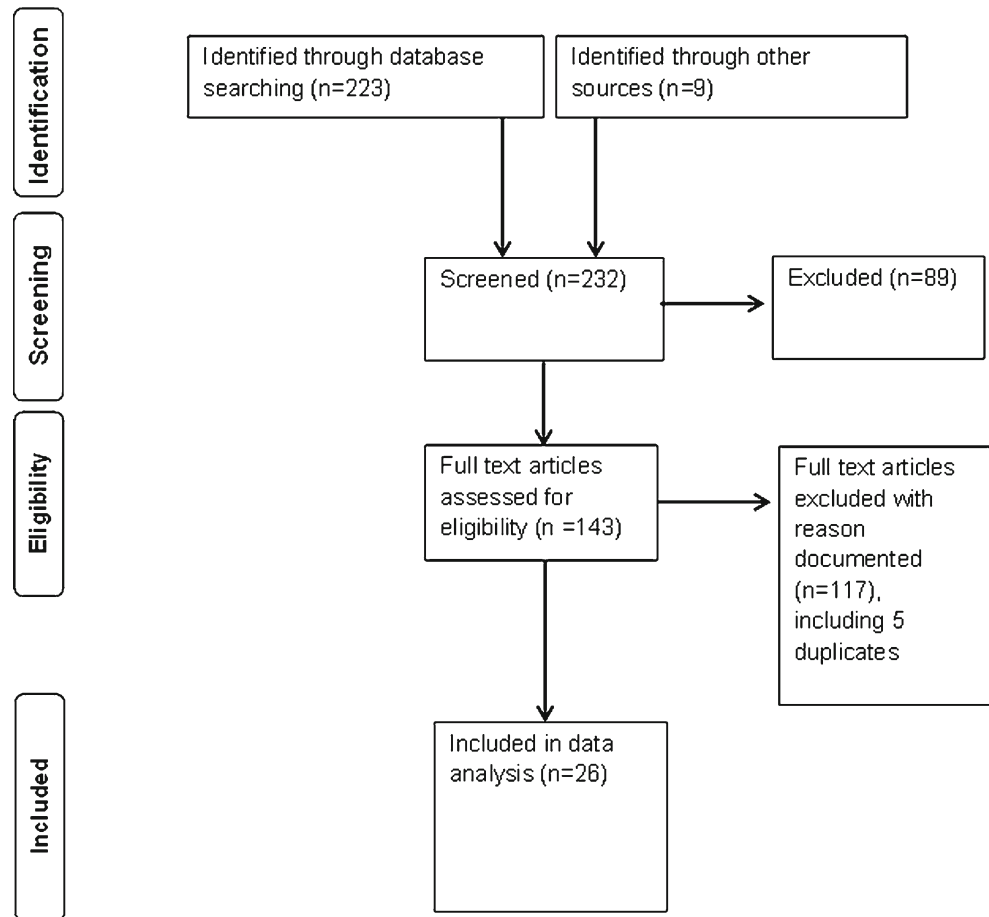 Identification
Identified through database
searching (n=223)
Identified through other
sources (n=9)
Screening
Screened (n=232)
Excluded (n=89)
Eligibility
Full text articles
assessed for
eligibility (n =143)
Full text articles
excluded with
reason
documented
(n=117),
including 5
duplicates
Included
Included in data
analysis (n=26)